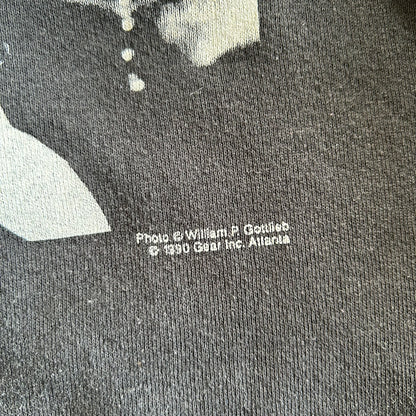 Photo © William P. Gottlieb
© 1990 Gear Inc. Atlanta